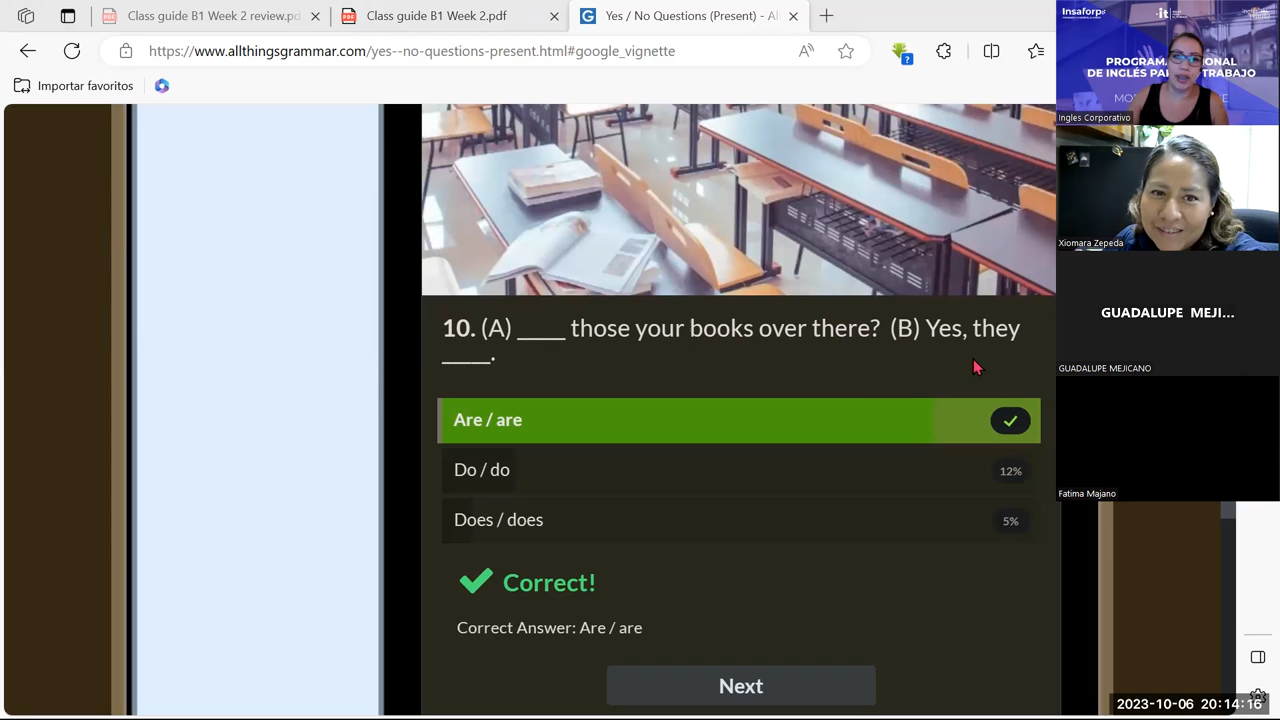 Class guide B1 Week 2 review.pd
class guide B1 Week 2.pdf
Yes / No Questions (Present) - Al
https://www.allthingsgrammar.com/yes--no-questions-present.html#google_vignette
Importar favoritos
10. (A) ____ those your books over there? (B) Yes, they
____.
Are / are
Do / do
12%
Does / does
5%
Correct!
Correct Answer: Are / are
Next
Insaforp
DE INGLÉS PA
TRABAJO
Ingles Corporativo
Xiomara Zepeda
GUADALUPE MEJI...
GUADALUPE MEJICANO
Fatima Majano
2023-10-06 20:14:16